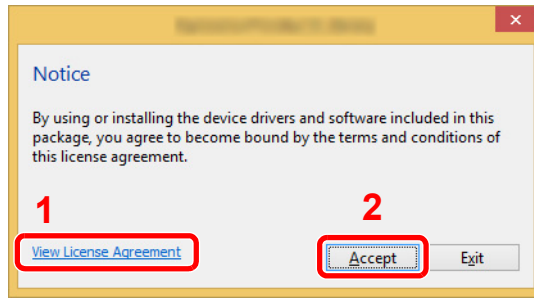 Notice
By using or installing the device drivers and software included in this
package, you agree to become bound by the terms and conditions of
this license agreement.
1
2
View License Agreement
Accept
Exit